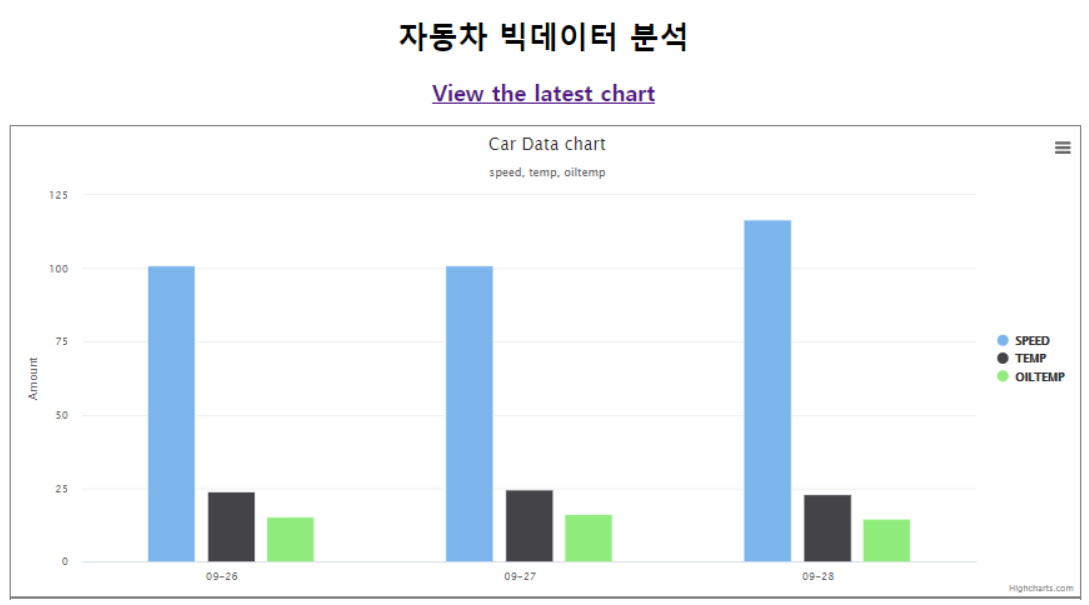 자동차 빅데이터 분석
View the latest chart
Car Data chart
speed, temp, oiltemp
125
100
75
50
25
0
Amount
09-26
09-27
09-28
SPEED
TEMP
OILTEMP
Highcharts.com